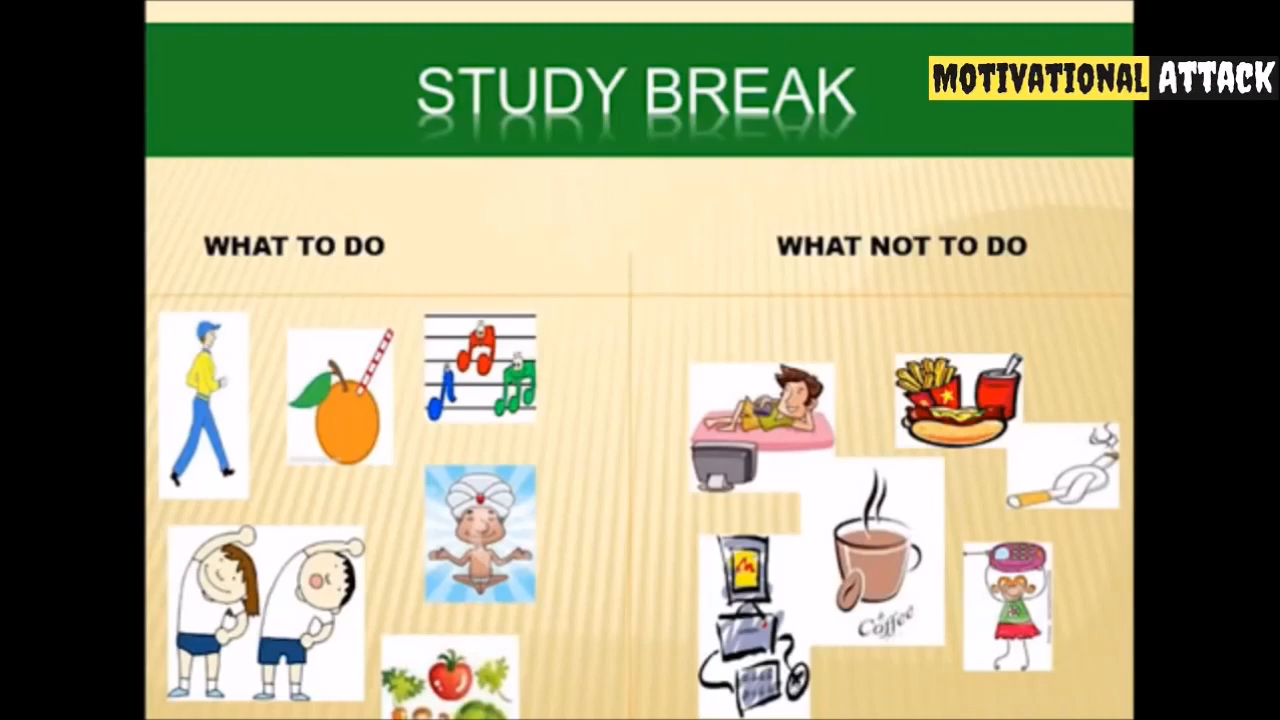 STUDY BREAK
MOTIVATIONAL ATTACK
WHAT TO DO
WHAT NOT TO DO
Coffee